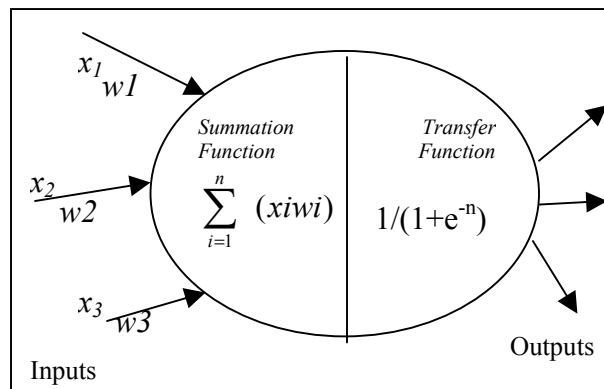 x1 w1
Summation Function
Transfer Function
x2 w2
n
∑ (xiwi)
i=1
1/(1+e^-n)
x3 w3
Inputs
Outputs